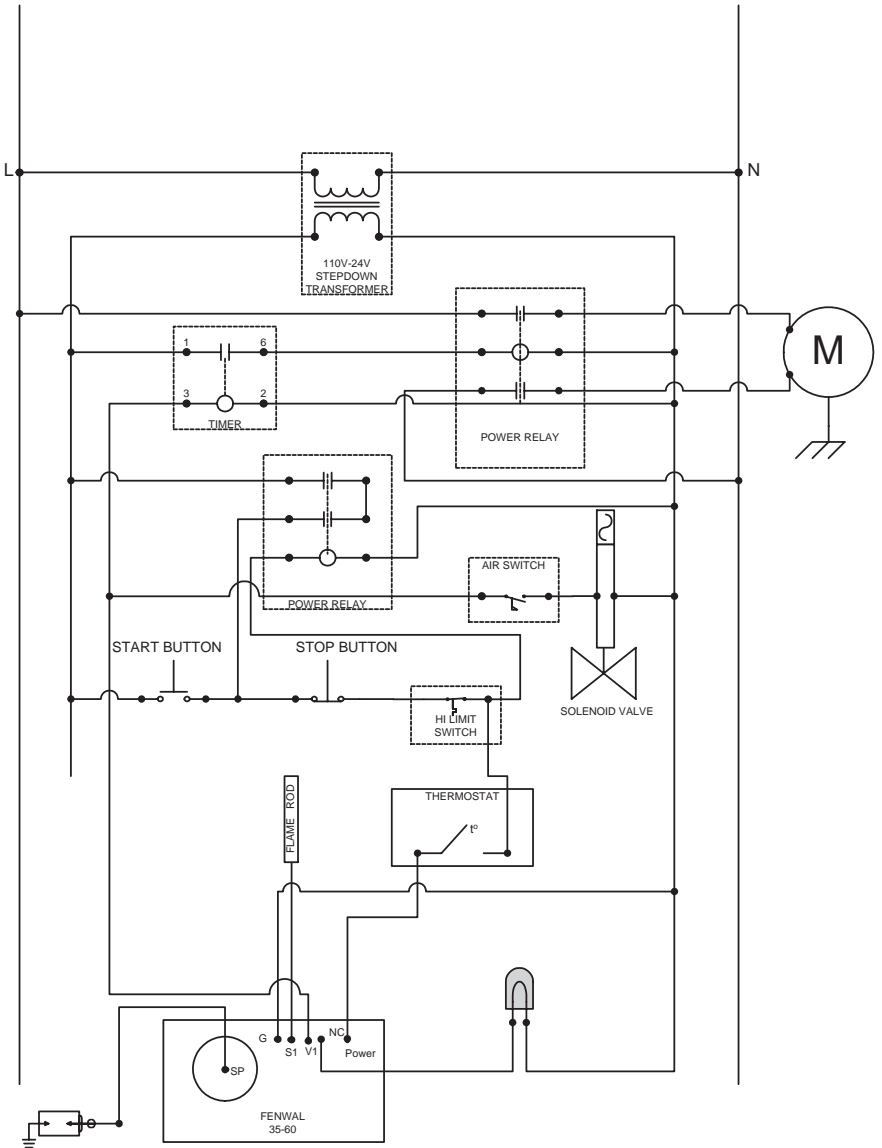 L
N
110V-24V
STEPDOWN
TRANSFORMER
1
6
M
3
2
TIMER
POWER RELAY
AIR SWITCH
POWER RELAY
START BUTTON
STOP BUTTON
SOLENOID VALVE
HI LIMIT
SWITCH
FLAME ROD
THERMOSTAT
t°
G
S1
V1
NC
Power
SP
FENWAL
35-60